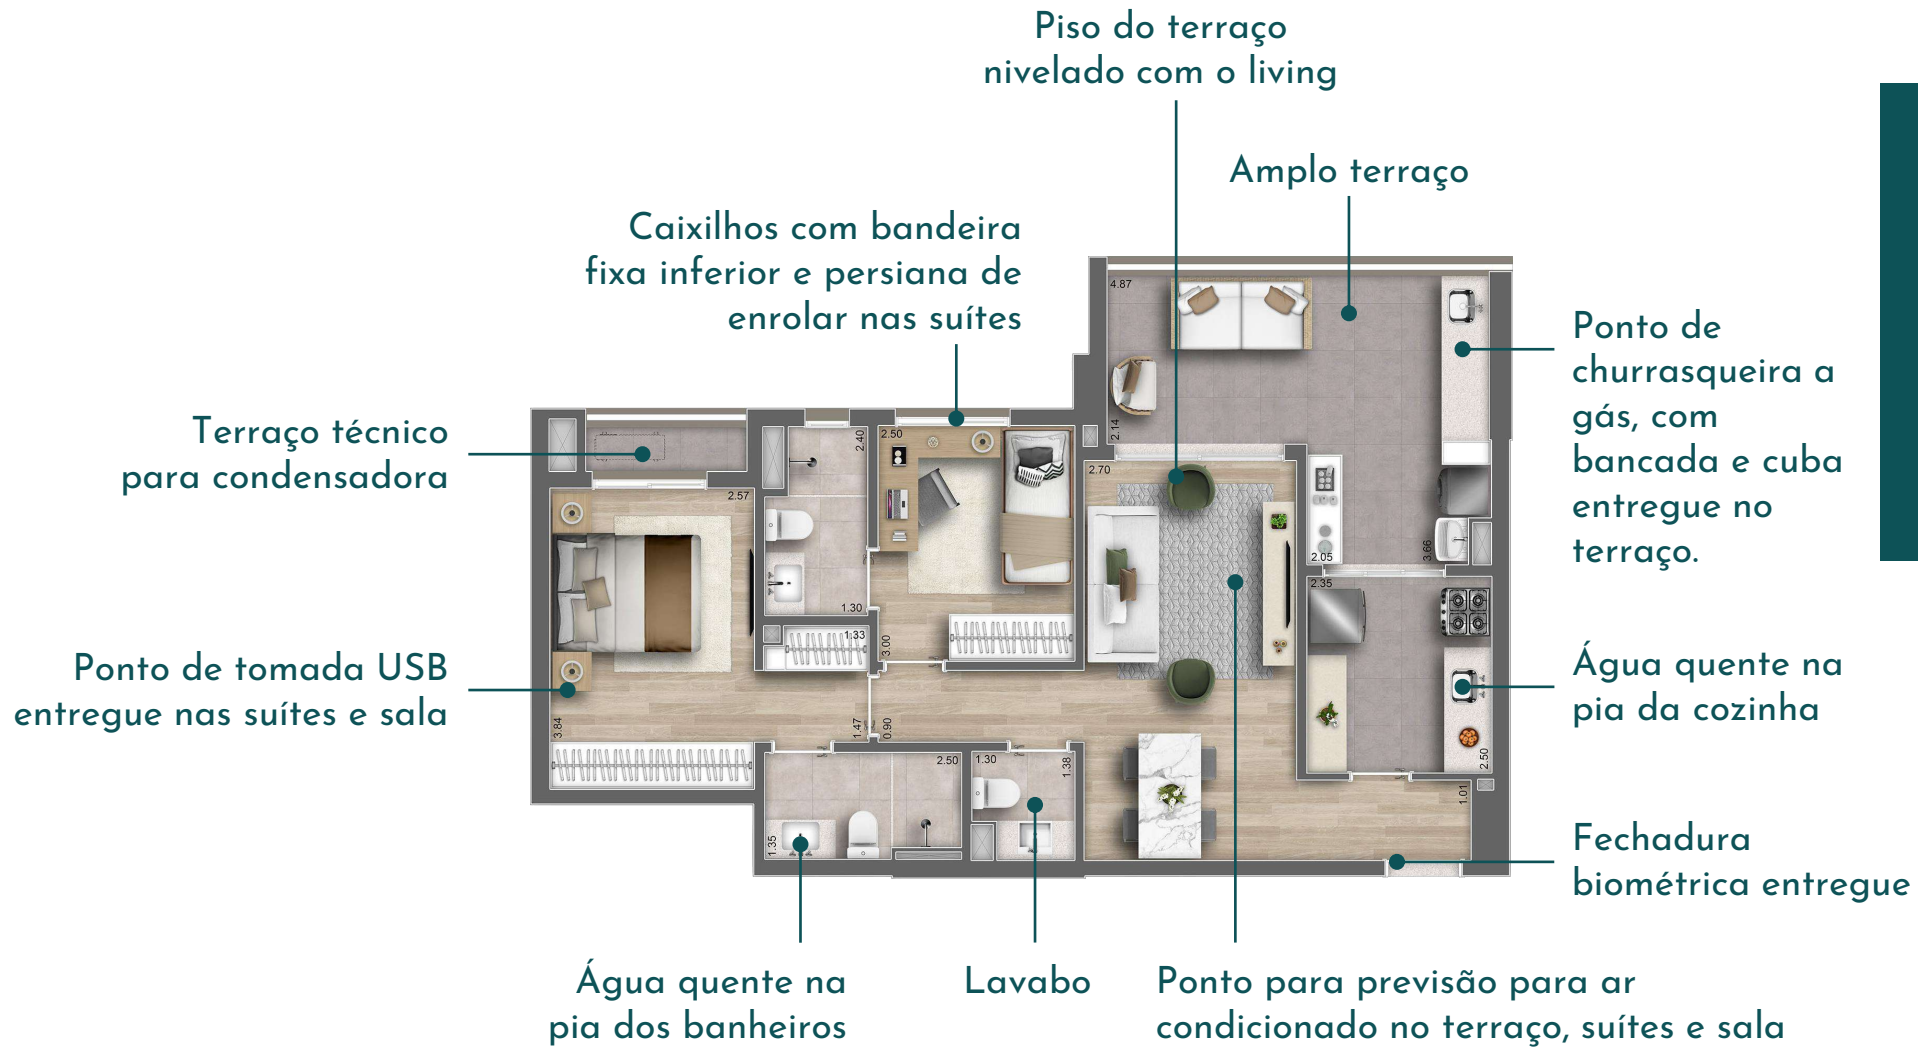 Piso do terraço
nivelado com o living
Amplo terraço
Caixilhos com bandeira
fixa inferior e persiana de
enrolar nas suítes
Terraço técnico
para condensadora
Ponto de tomada USB
entregue nas suítes e sala
Ponto de
churrasqueira a
gás, com
bancada e cuba
entregue no
terraço.
Água quente na
pia da cozinha
Fechadura
biométrica entregue
Água quente na
pia dos banheiros
Lavabo
Ponto para previsão para ar
condicionado no terraço, suítes e sala
4.87
2.14
2.40
2.50
2.70
2.57
2.05
3.66
2.35
1.30
1.33
3.00
3.84
1.47
0.90
2.50
1.30
1.38
2.50
1.01
1.35